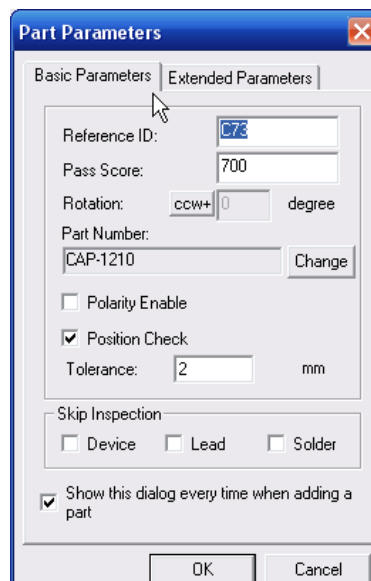 Part Parameters
Basic Parameters Extended Parameters
Reference ID: C73
Pass Score: 700
Rotation: ccw+ 0 degree
Part Number:
CAP-1210 Change
Polarity Enable
Position Check
Tolerance: 2 mm
Skip Inspection
Device Lead Solder
Show this dialog every time when adding a
part
OK Cancel